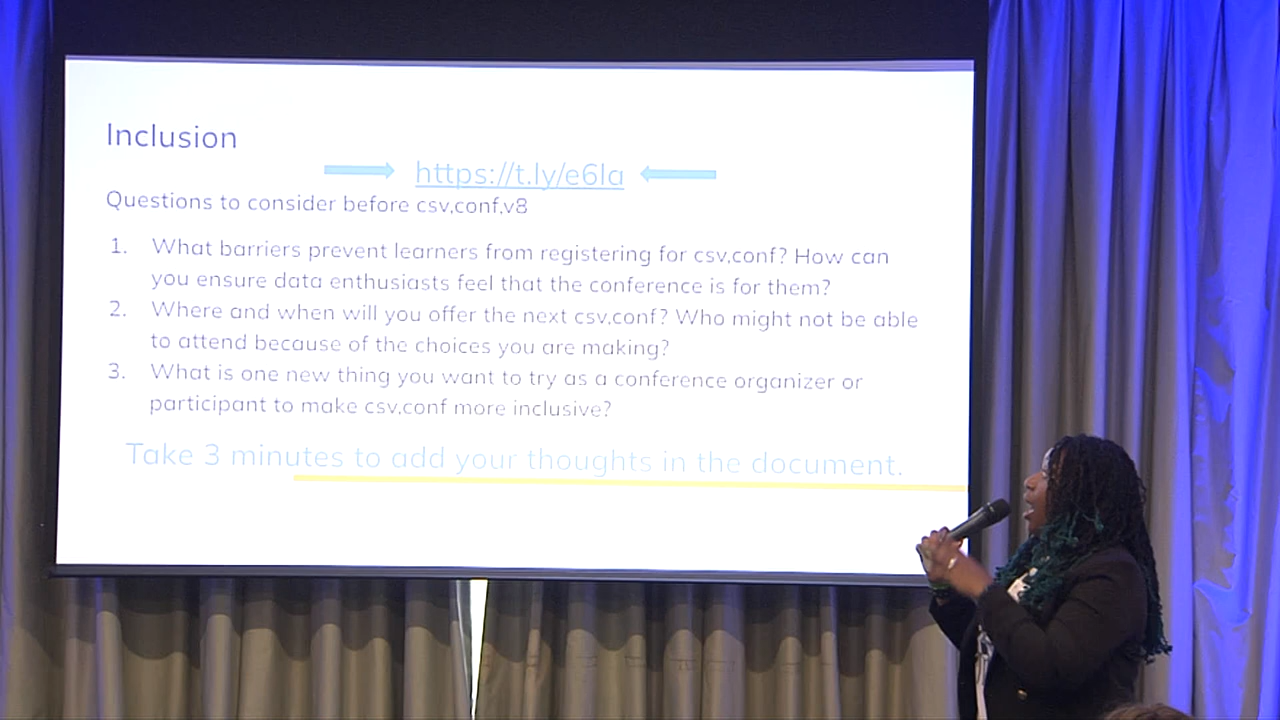 Inclusion
https://t.ly/e6la
Questions to consider before csv,conf,v8
1. What barriers prevent learners from registering for csv,conf? How can
you ensure data enthusiasts feel that the conference is for them?
2. Where and when will you offer the next csv,conf? Who might not be able
to attend because of the choices you are making?
3. What is one new thing you want to try as a conference organizer or
participant to make csv,conf more inclusive?
Take 3 minutes to add your thoughts in the document.